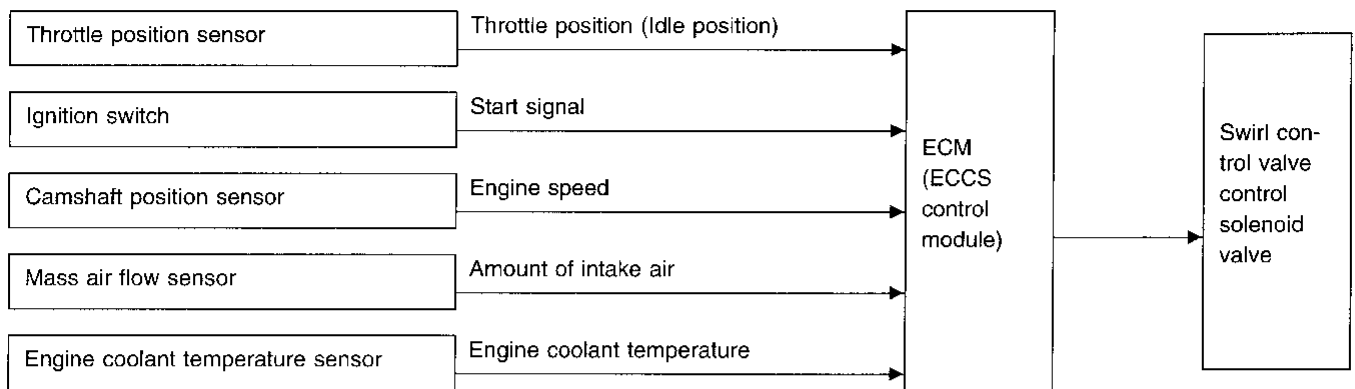 Throttle position sensor
Throttle position (Idle position)
Ignition switch
Start signal
Camshaft position sensor
Engine speed
Mass air flow sensor
Amount of intake air
Engine coolant temperature sensor
Engine coolant temperature
ECM
(ECCS
control
module)
Swirl con-
trol valve
control
solenoid
valve